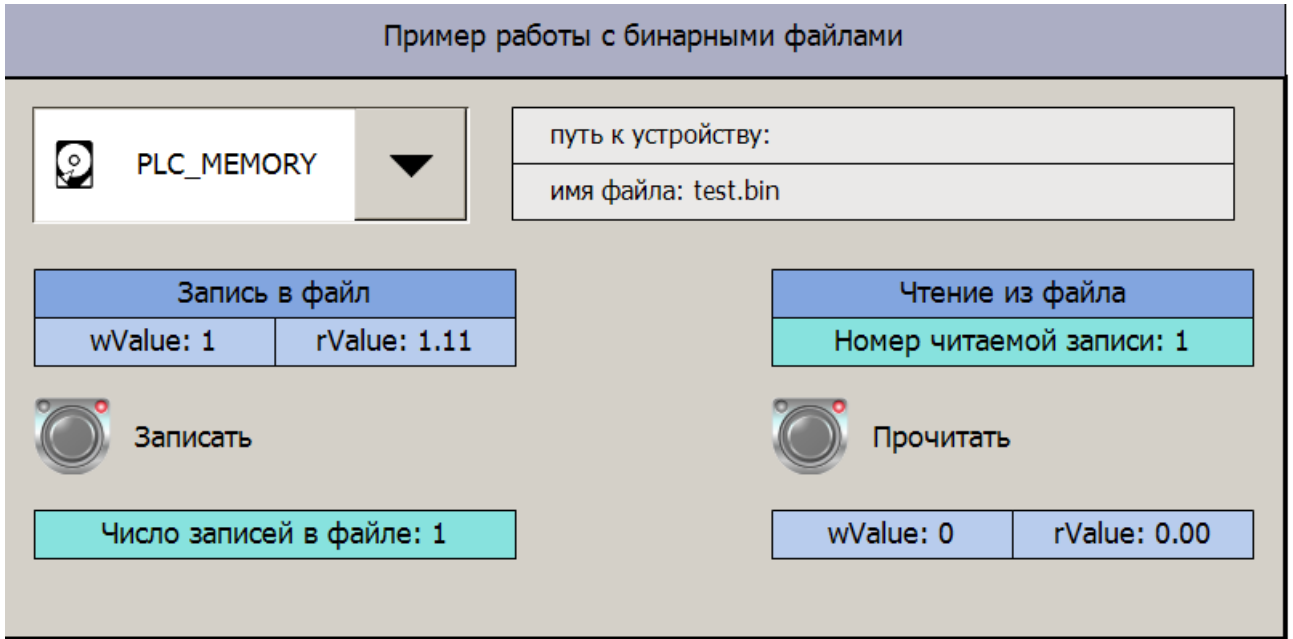 Пример работы с бинарными файлами
PLC_MEMORY
путь к устройству:
имя файла: test.bin
Запись в файл
wValue: 1 rValue: 1.11
Записать
Число записей в файле: 1
Чтение из файла
Номер читаемой записи: 1
Прочитать
wValue: 0 rValue: 0.00